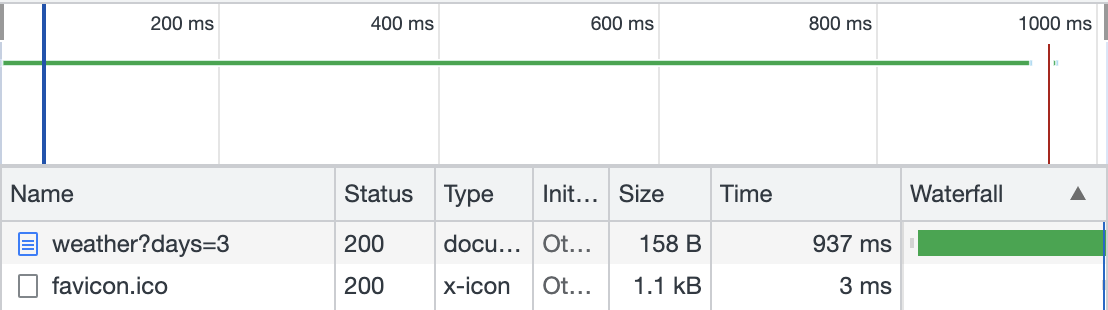 200 ms 400 ms 600 ms 800 ms 1000 ms
Name Status Type Init... Size Time Waterfall ▲
weather?days=3 200 docu... Ot... 158 B 937 ms
favicon.ico 200 x-icon Ot... 1.1 kB 3 ms